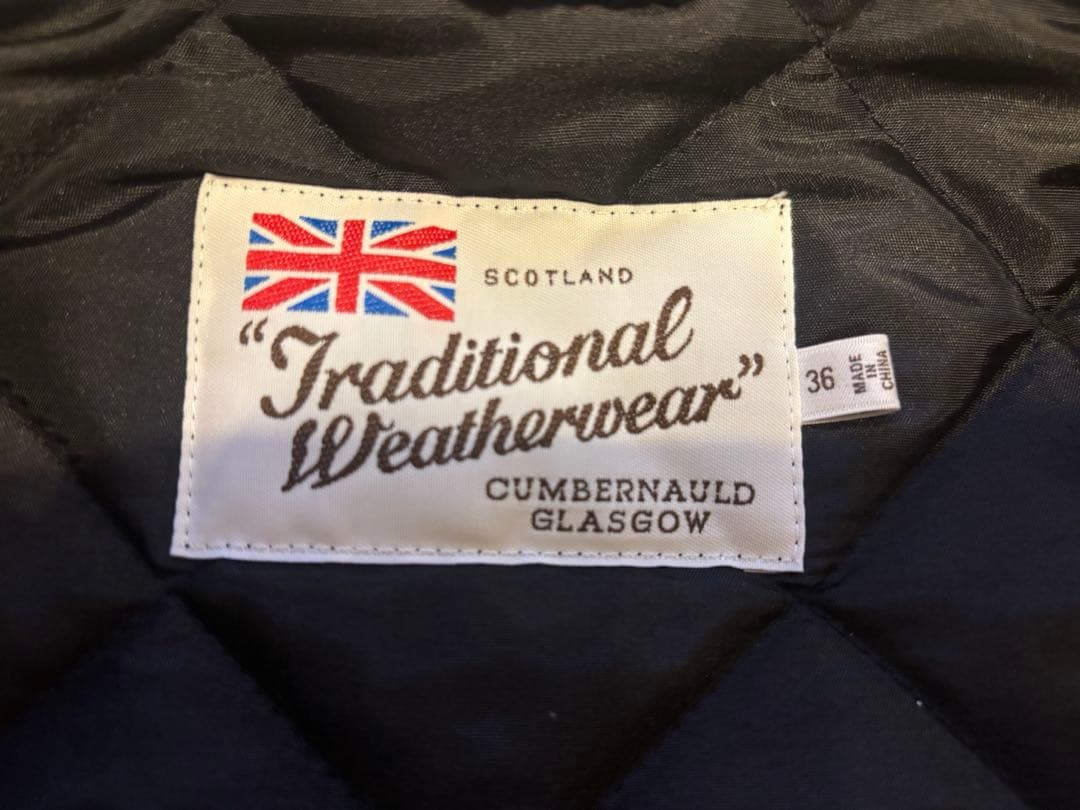 SCOTLAND
"Traditional
Weatherwear"
CUMBERNAULD
GLASGOW
36
MADE
IN
CHINA